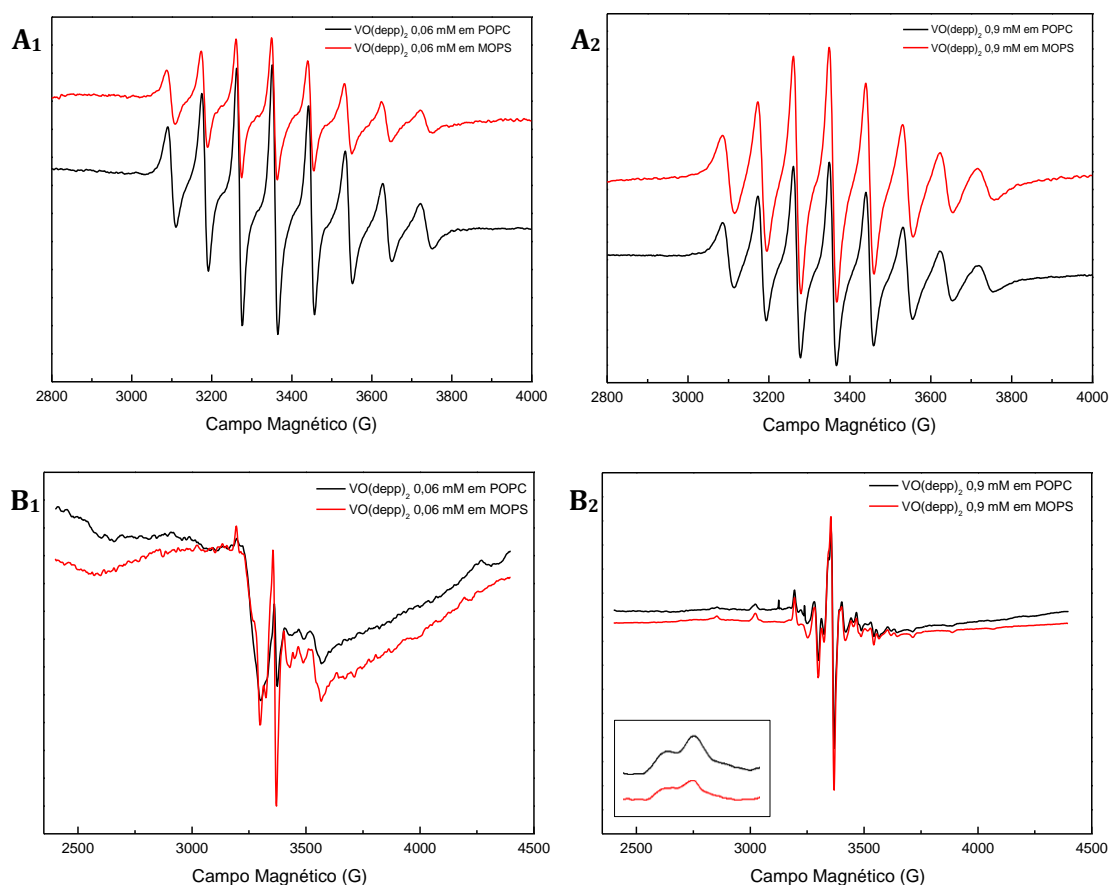 A1
VO(depp)2 0,06 mM em POPC
VO(depp)2 0,06 mM em MOPS
2800 3000 3200 3400 3600 3800 4000
Campo Magnético (G)
A2
VO(depp)2 0,9 mM em POPC
VO(depp)2 0,9 mM em MOPS
2800 3000 3200 3400 3600 3800 4000
Campo Magnético (G)
B1
VO(depp)2 0,06 mM em POPC
VO(depp)2 0,06 mM em MOPS
2500 3000 3500 4000 4500
Campo Magnético (G)
B2
VO(depp)2 0,9 mM em POPC
VO(depp)2 0,9 mM em MOPS
2500 3000 3500 4000 4500
Campo Magnético (G)